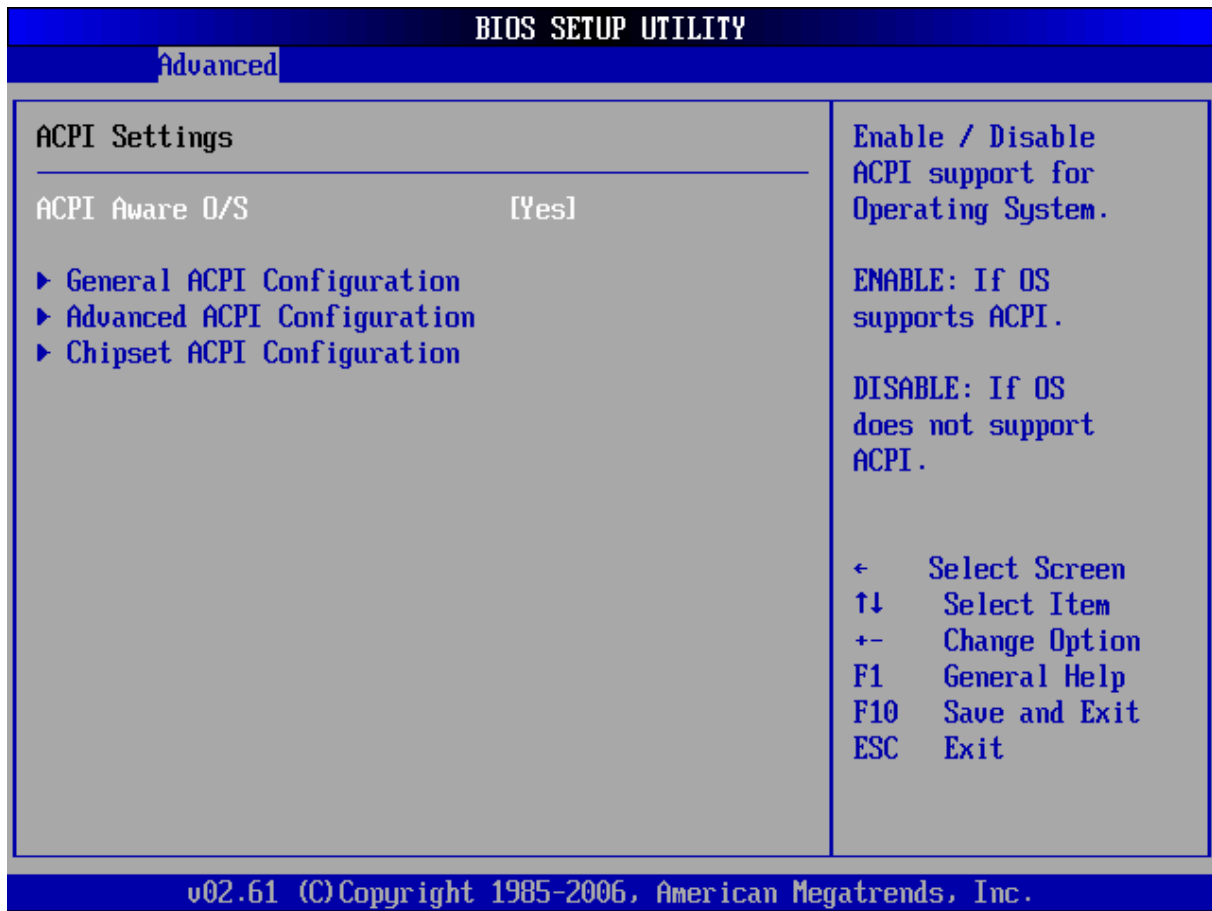 BIOS SETUP UTILITY
Advanced
ACPI Settings
ACPI Aware O/S [Yes]
▶ General ACPI Configuration
▶ Advanced ACPI Configuration
▶ Chipset ACPI Configuration
Enable / Disable
ACPI support for
Operating System.
ENABLE: If OS
supports ACPI.
DISABLE: If OS
does not support
ACPI.
← Select Screen
↑↓ Select Item
+- Change Option
F1 General Help
F10 Save and Exit
ESC Exit
v02.61 (C)Copyright 1985-2006, American Megatrends, Inc.